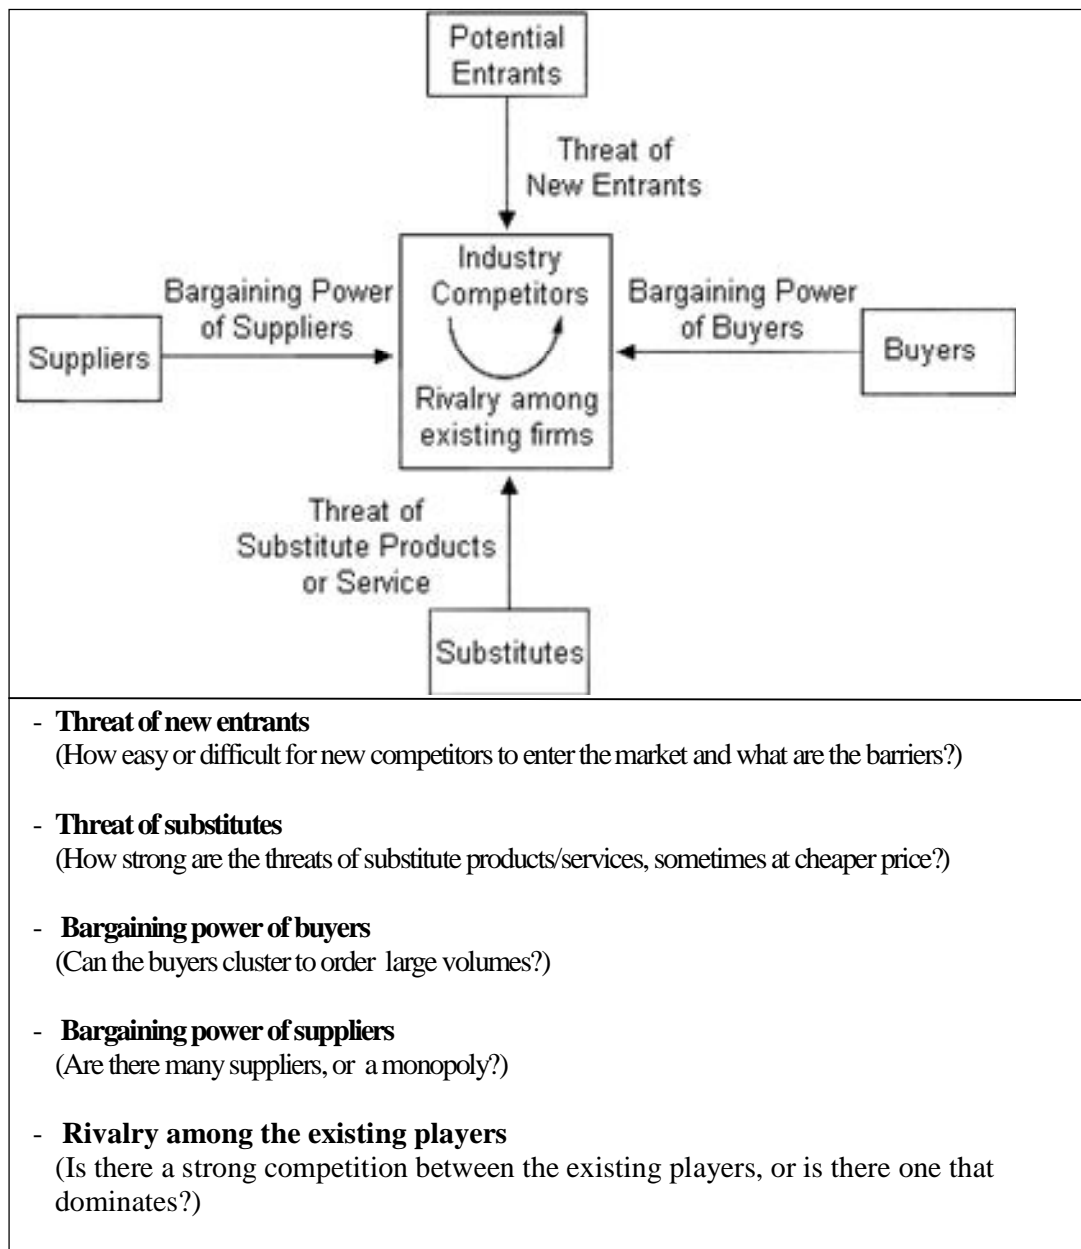 Potential
Entrants
Threat of
New Entrants
Industry
Competitors
Bargaining Power
of Suppliers
Bargaining Power
of Buyers
Suppliers
Buyers
Rivalry among
existing firms
Threat of
Substitute Products
or Service
Substitutes
- Threat of new entrants
(How easy or difficult for new competitors to enter the market and what are the barriers?)
- Threat of substitutes
(How strong are the threats of substitute products/services, sometimes at cheaper price?)
- Bargaining power of buyers
(Can the buyers cluster to order large volumes?)
- Bargaining power of suppliers
(Are there many suppliers, or a monopoly?)
- Rivalry among the existing players
(Is there a strong competition between the existing players, or is there one that
dominates?)